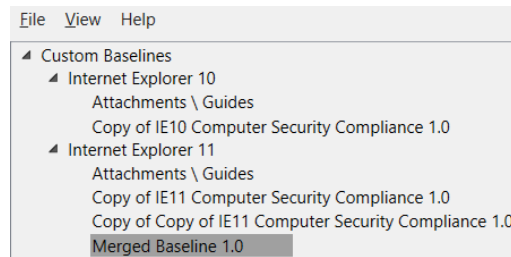 File View Help
Custom Baselines
Internet Explorer 10
Attachments \ Guides
Copy of IE10 Computer Security Compliance 1.0
Internet Explorer 11
Attachments \ Guides
Copy of IE11 Computer Security Compliance 1.0
Copy of Copy of IE11 Computer Security Compliance 1.0
Merged Baseline 1.0